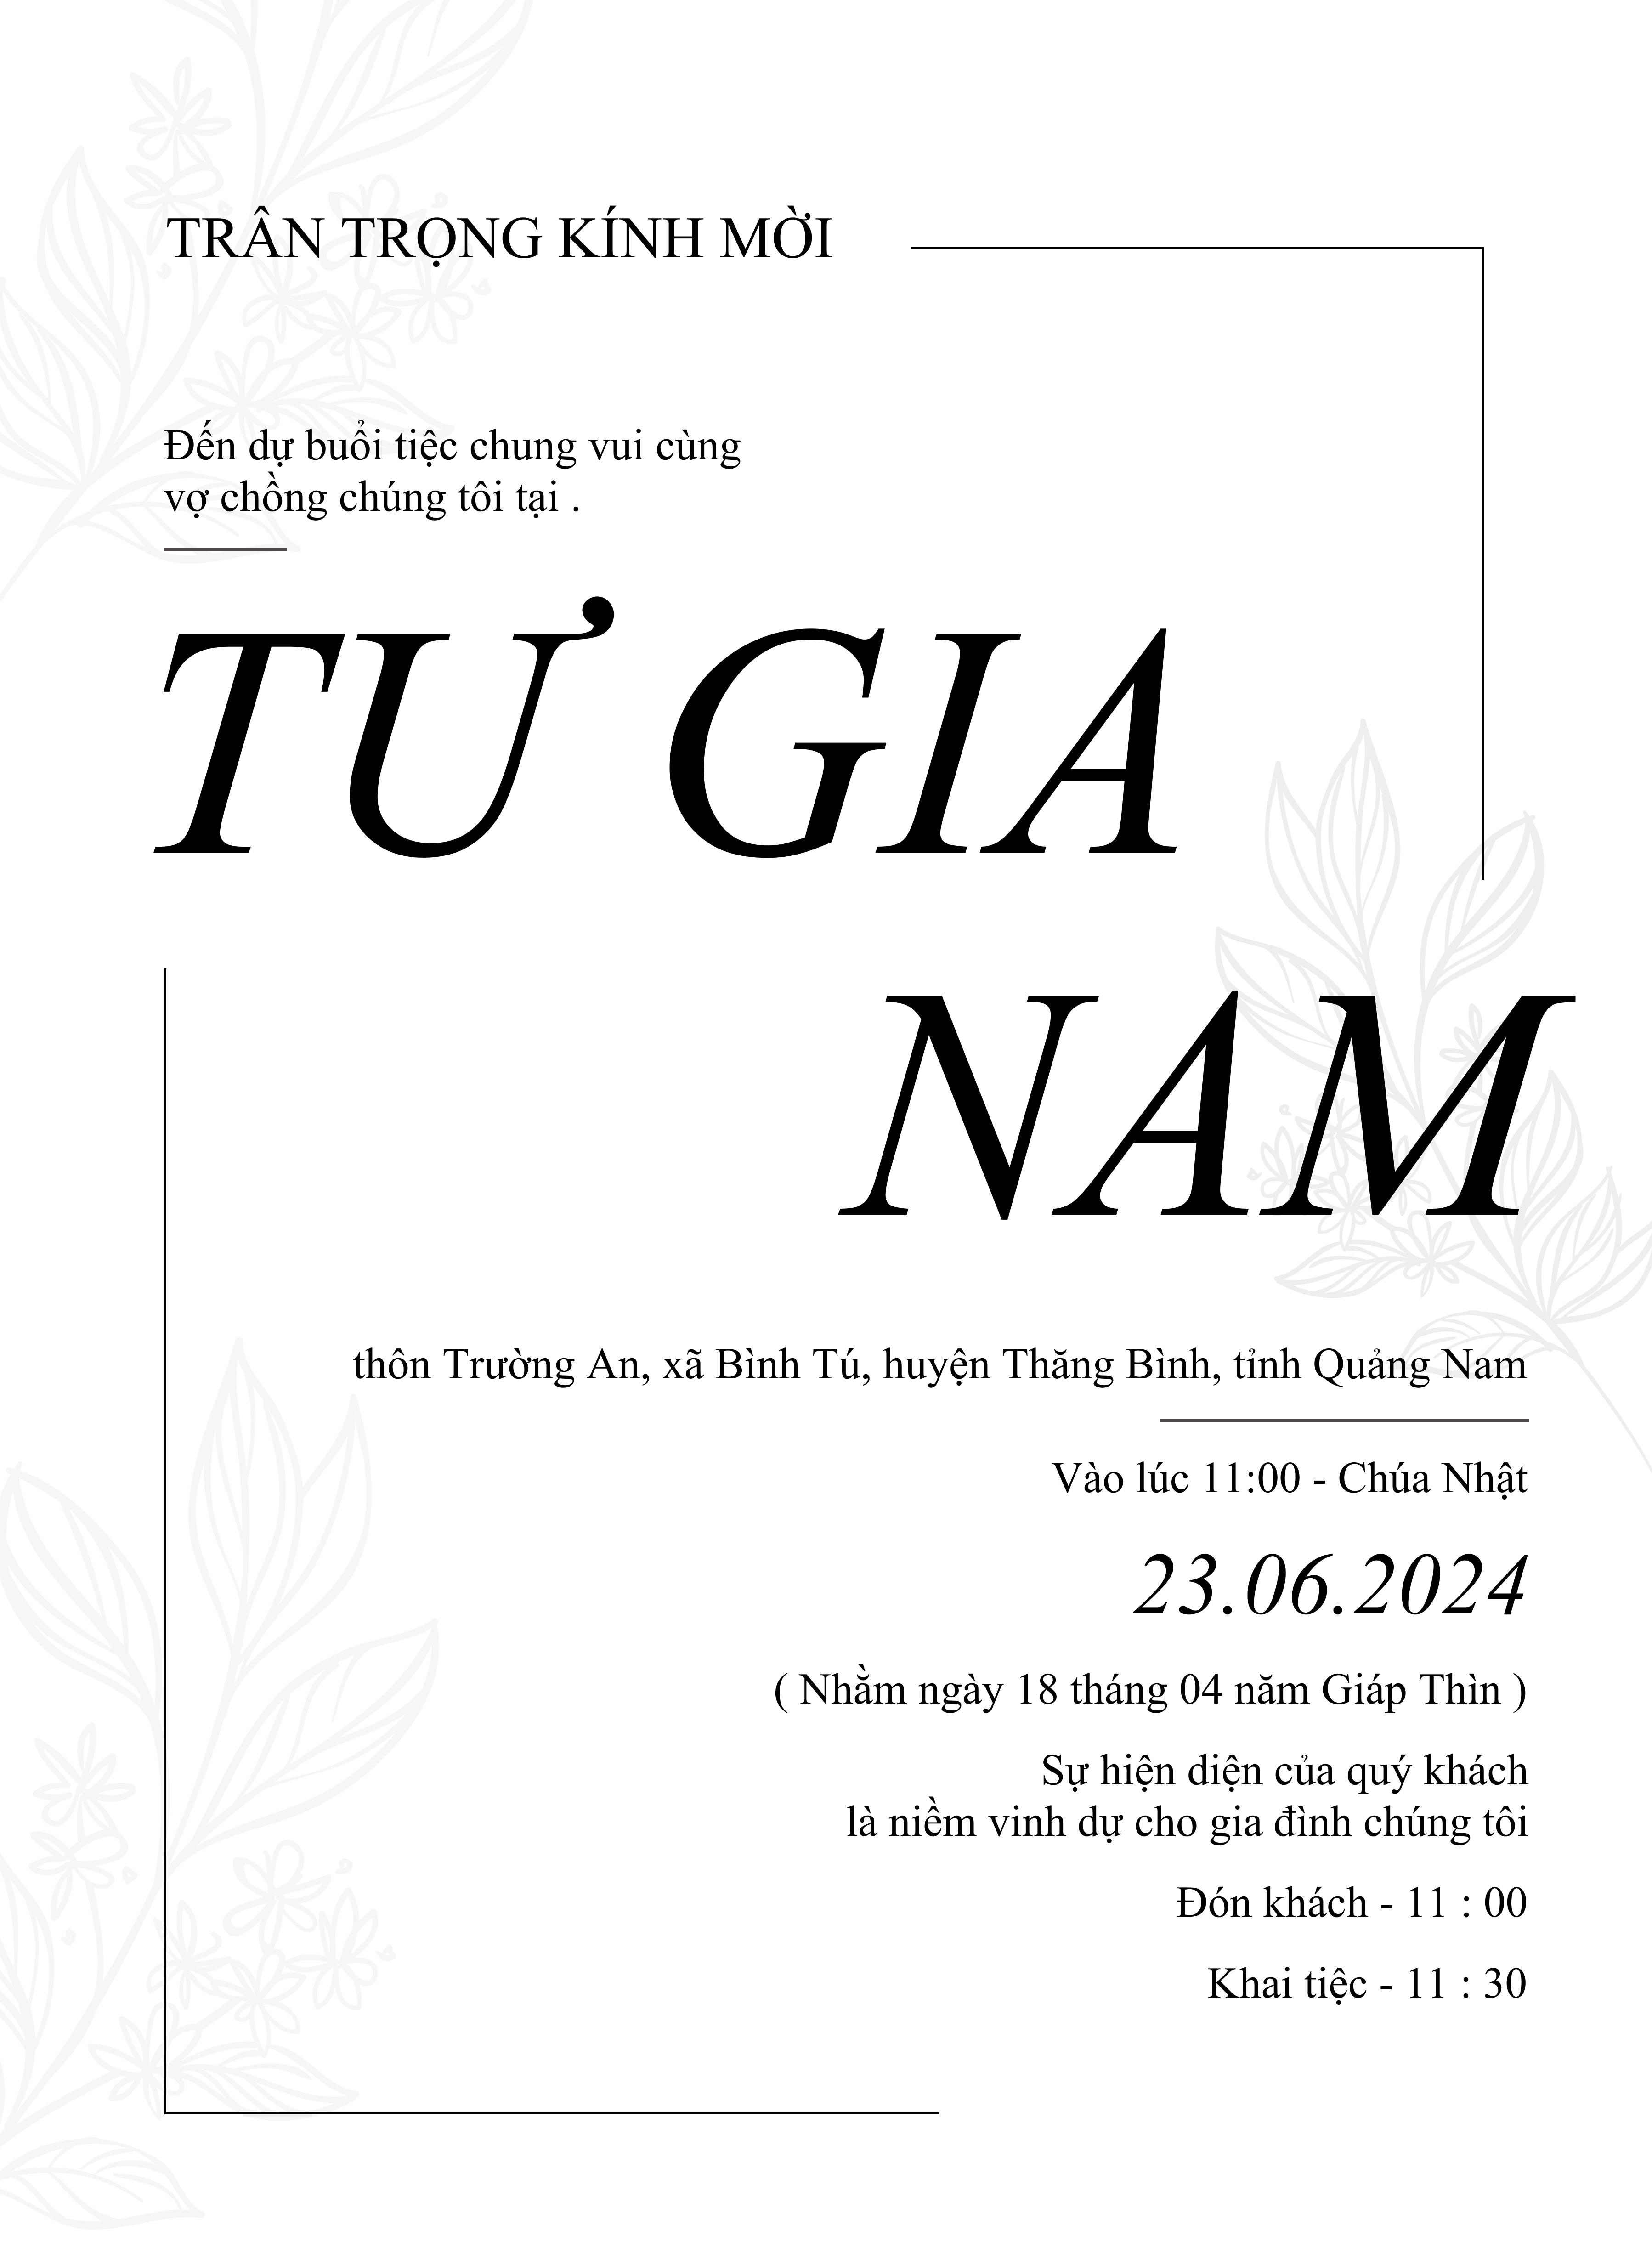 TRÂN TRỌNG KÍNH MỜI
Đến dự buổi tiệc chung vui cùng
vợ chồng chúng tôi tại .
TƯ GIA
NAM
thôn Trường An, xã Bình Tú, huyện Thăng Bình, tỉnh Quảng Nam
Vào lúc 11:00 - Chúa Nhật
23.06.2024
( Nhằm ngày 18 tháng 04 năm Giáp Thìn )
Sự hiện diện của quý khách
là niềm vinh dự cho gia đình chúng tôi
Đón khách - 11 : 00
Khai tiệc - 11 : 30